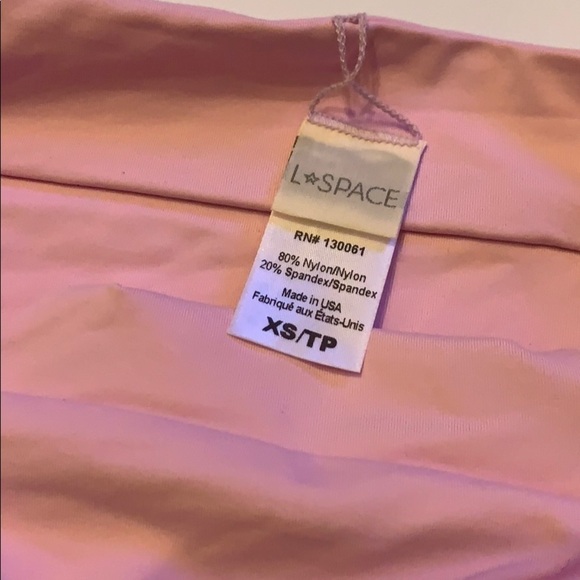 L☆SPACE
RN# 130061
80% Nylon/Nylon
20% Spandex/Spandex
Made in USA
Fabriqué aux États-Unis
XS/TP